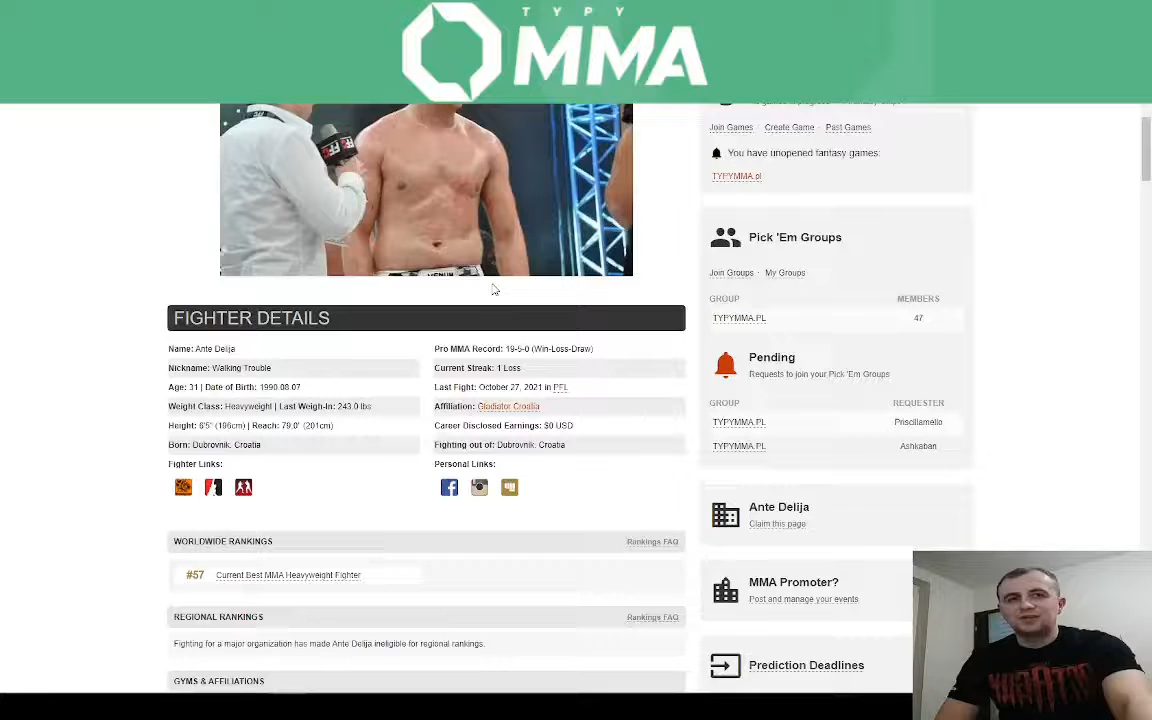 TYPY
MMA
Join Games · Create Game · Past Games
You have unopened fantasy games:
TYPYMMA.pl
Pick 'Em Groups
Join Groups · My Groups
GROUP MEMBERS
TYPYMMA.PL 47
Pending
Requests to join your Pick 'Em Groups
GROUP REQUESTER
TYPYMMA.PL Priscillamello
TYPYMMA.PL Ashkaban
FIGHTER DETAILS
Name: Ante Delija Pro MMA Record: 19-5-0 (Win-Loss-Draw)
Nickname: Walking Trouble Current Streak: 1 Loss
Age: 31 | Date of Birth: 1990.08.07 Last Fight: October 27, 2021 in PFL
Weight Class: Heavyweight | Last Weigh-In: 243.0 lbs Affiliation: Gladiator Croatia
Height: 6'5" (196cm) | Reach: 79.0" (201cm) Career Disclosed Earnings: $0 USD
Born: Dubrovnik, Croatia Fighting out of: Dubrovnik, Croatia
Fighter Links: Personal Links:
WORLDWIDE RANKINGS Rankings FAQ
#57 Current Best MMA Heavyweight Fighter
REGIONAL RANKINGS Rankings FAQ
Fighting for a major organization has made Ante Delija ineligible for regional rankings.
GYMS & AFFILIATIONS
Ante Delija
Claim this page
MMA Promoter?
Post and manage your events
Prediction Deadlines